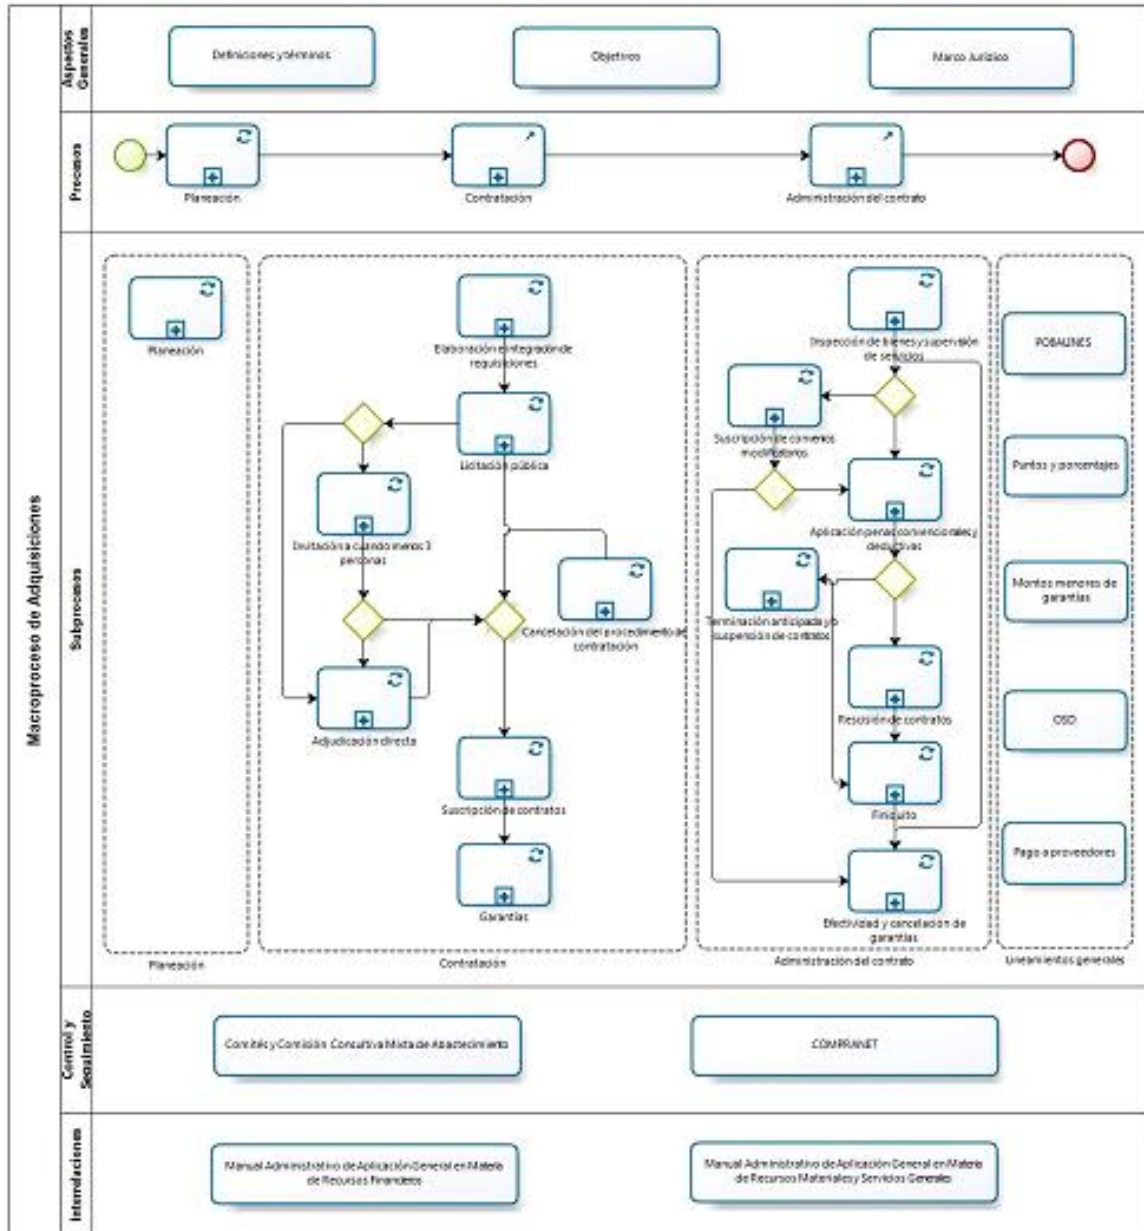 Macroproceso de Adquisiciones
Aspectos
Generales
Definiciones y términos
Objetivos
Marco Jurídico
Procesos
Planeación
Contratación
Administración del contrato
Subprocesos
Planeación
Planeación
Elaboración e integración de
requisiciones
Licitación pública
Invitación a cuando menos 3
personas
Cancelación del procedimiento de
contratación
Adjudicación directa
Suscripción de contratos
Garantías
Contratación
Inspección de bienes y supervisión
de servicios
Suscripción de convenios
modificatorios
Aplicación penas convencionales y
deductivas
Terminación anticipada y/o
suspensión de contratos
Rescisión de contratos
Finiquito
Efectividad y cancelación de
garantías
Administración del contrato
POBALINES
Puntos y porcentajes
Montos menores de
garantías
OSD
Pago a proveedores
Lineamientos generales
Control y
Seguimiento
Comités y Comisión Consultiva Mixta de Abastecimiento
COMPRANET
Interrelaciones
Manual Administrativo de Aplicación General en Materia
de Recursos Financieros
Manual Administrativo de Aplicación General en Materia
de Recursos Materiales y Servicios Generales